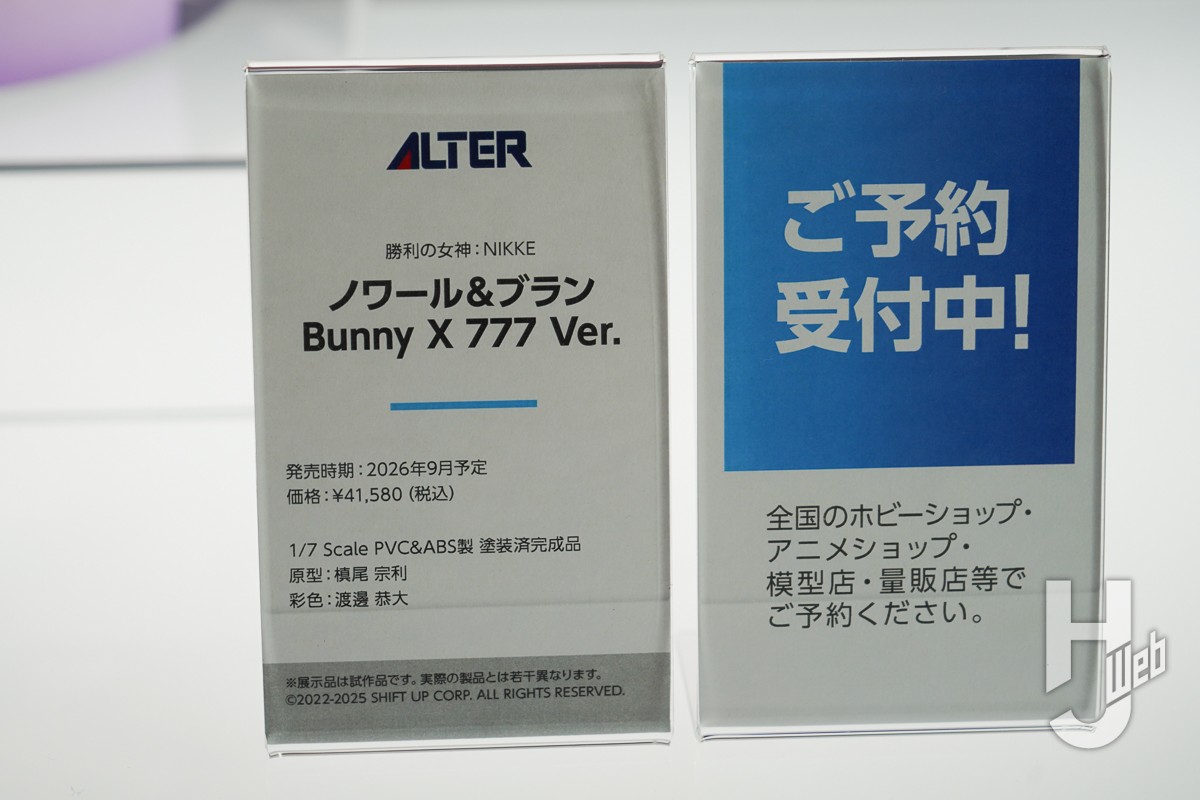 ALTER
勝利の女神：NIKKE
ノワール&ブラン
Bunny X 777 Ver.
発売時期：2026年9月予定
価格：¥41,580（税込）
1/7 Scale PVC&ABS製 塗装済完成品
原型：槙尾 宗利
彩色：渡邊 恭大
※展示品は試作品です。実際の製品とは若干異なります。
©2022-2025 SHIFT UP CORP. ALL RIGHTS RESERVED.
ご予約
受付中!
全国のホビーショップ・
アニメショップ・
模型店・量販店等で
ご予約ください。
HJ Web